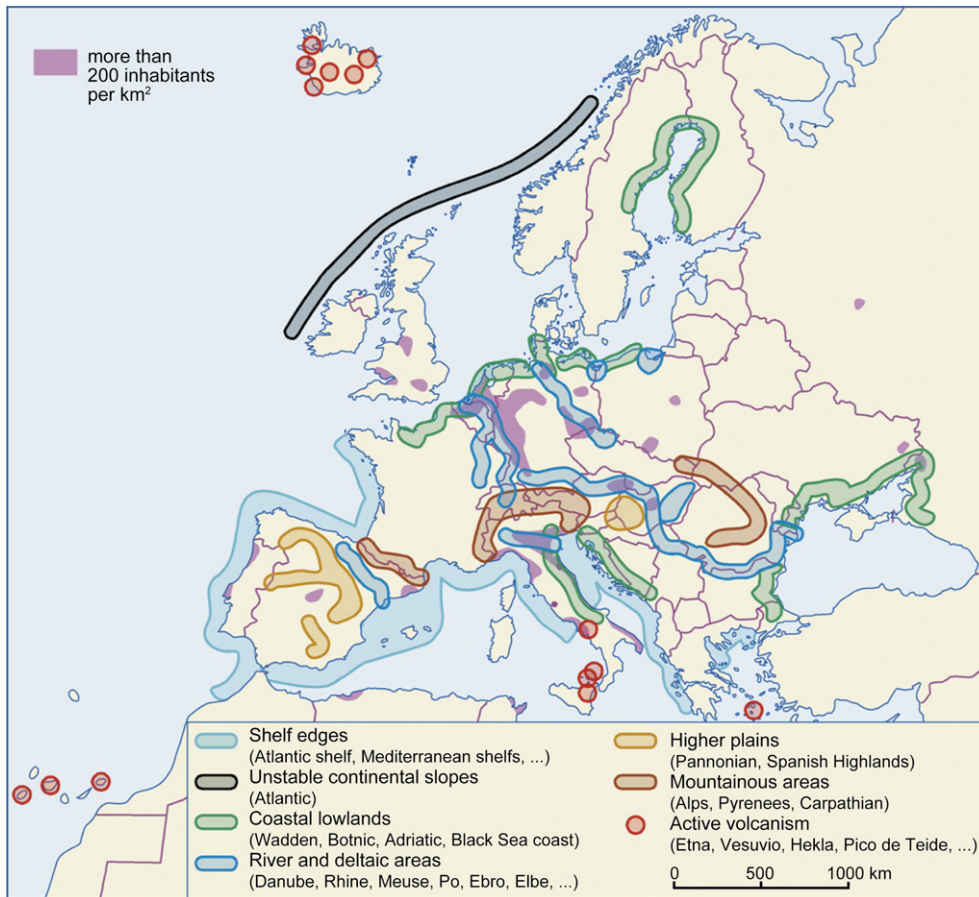 more than
200 inhabitants
per km²
Shelf edges
(Atlantic shelf, Mediterranean shelfs, ...)
Unstable continental slopes
(Atlantic)
Coastal lowlands
(Wadden, Botnic, Adriatic, Black Sea coast)
River and deltaic areas
(Danube, Rhine, Meuse, Po, Ebro, Elbe, ...)
Higher plains
(Pannonian, Spanish Highlands)
Mountainous areas
(Alps, Pyrenees, Carpathian)
Active volcanism
(Etna, Vesuvio, Hekla, Pico de Teide, ...)
0 500 1000 km